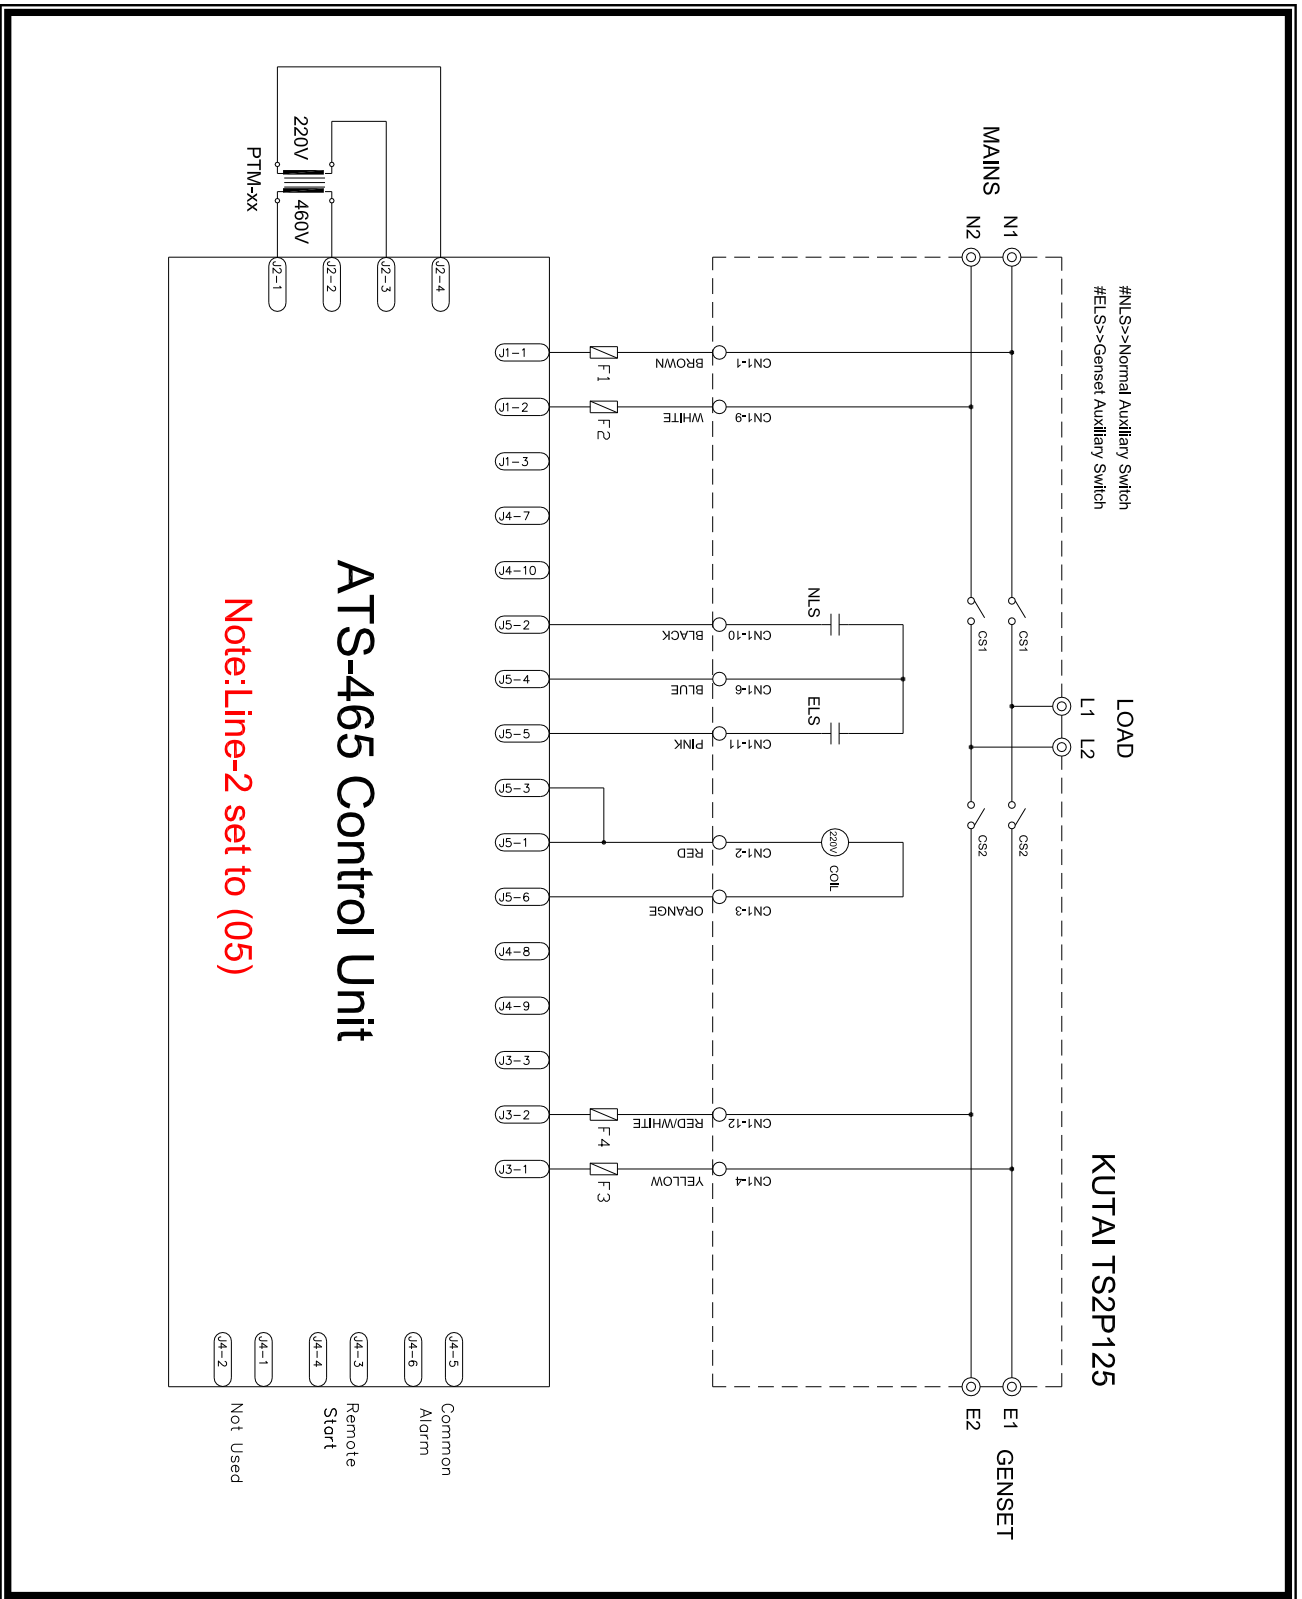 KUTAI TS2P125
#NLS>>Normal Auxiliary Switch
#ELS>>Genset Auxiliary Switch
LOAD
L1 L2
MAINS
N1
N2
CS1
CS1
CS2
CS2
E1
E2
GENSET
NLS
ELS
220V
COIL
CN1-1
CN1-9
CN1-10
CN1-6
CN1-11
CN1-2
CN1-3
CN1-12
CN1-4
BROWN
WHITE
BLACK
BLUE
PINK
RED
ORANGE
RED/WHITE
YELLOW
F1
F2
F4
F3
J1-1
J1-2
J1-3
J4-7
J4-10
J5-2
J5-4
J5-5
J5-3
J5-1
J5-6
J4-8
J4-9
J3-3
J3-2
J3-1
J2-4
J2-3
J2-2
J2-1
220V
460V
PTM-xx
ATS-465 Control Unit
Note:Line-2 set to (05)
J4-5
J4-6
J4-3
J4-4
J4-1
J4-2
Common
Alarm
Remote
Start
Not Used